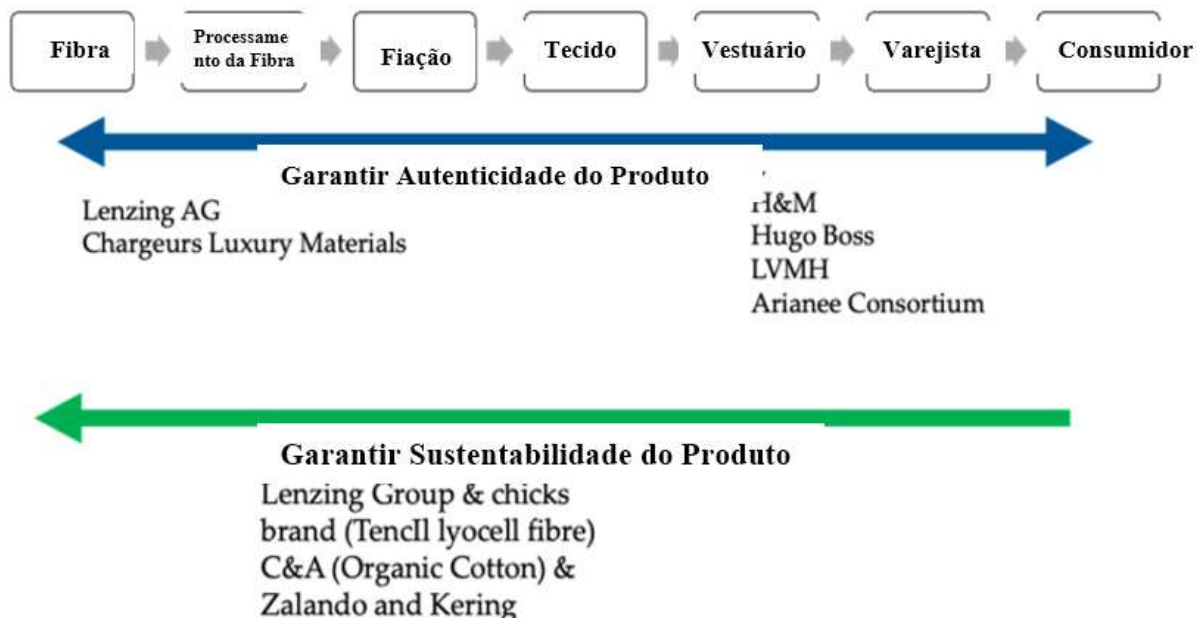 Fibra
Processame
nto da Fibra
Fiação
Tecido
Vestuário
Varejista
Consumidor
Garantir Autenticidade do Produto
Lenzing AG
Chargeurs Luxury Materials
H&M
Hugo Boss
LVMH
Arianee Consortium
Garantir Sustentabilidade do Produto
Lenzing Group & chicks
brand (TencII lyocell fibre)
C&A (Organic Cotton) &
Zalando and Kering